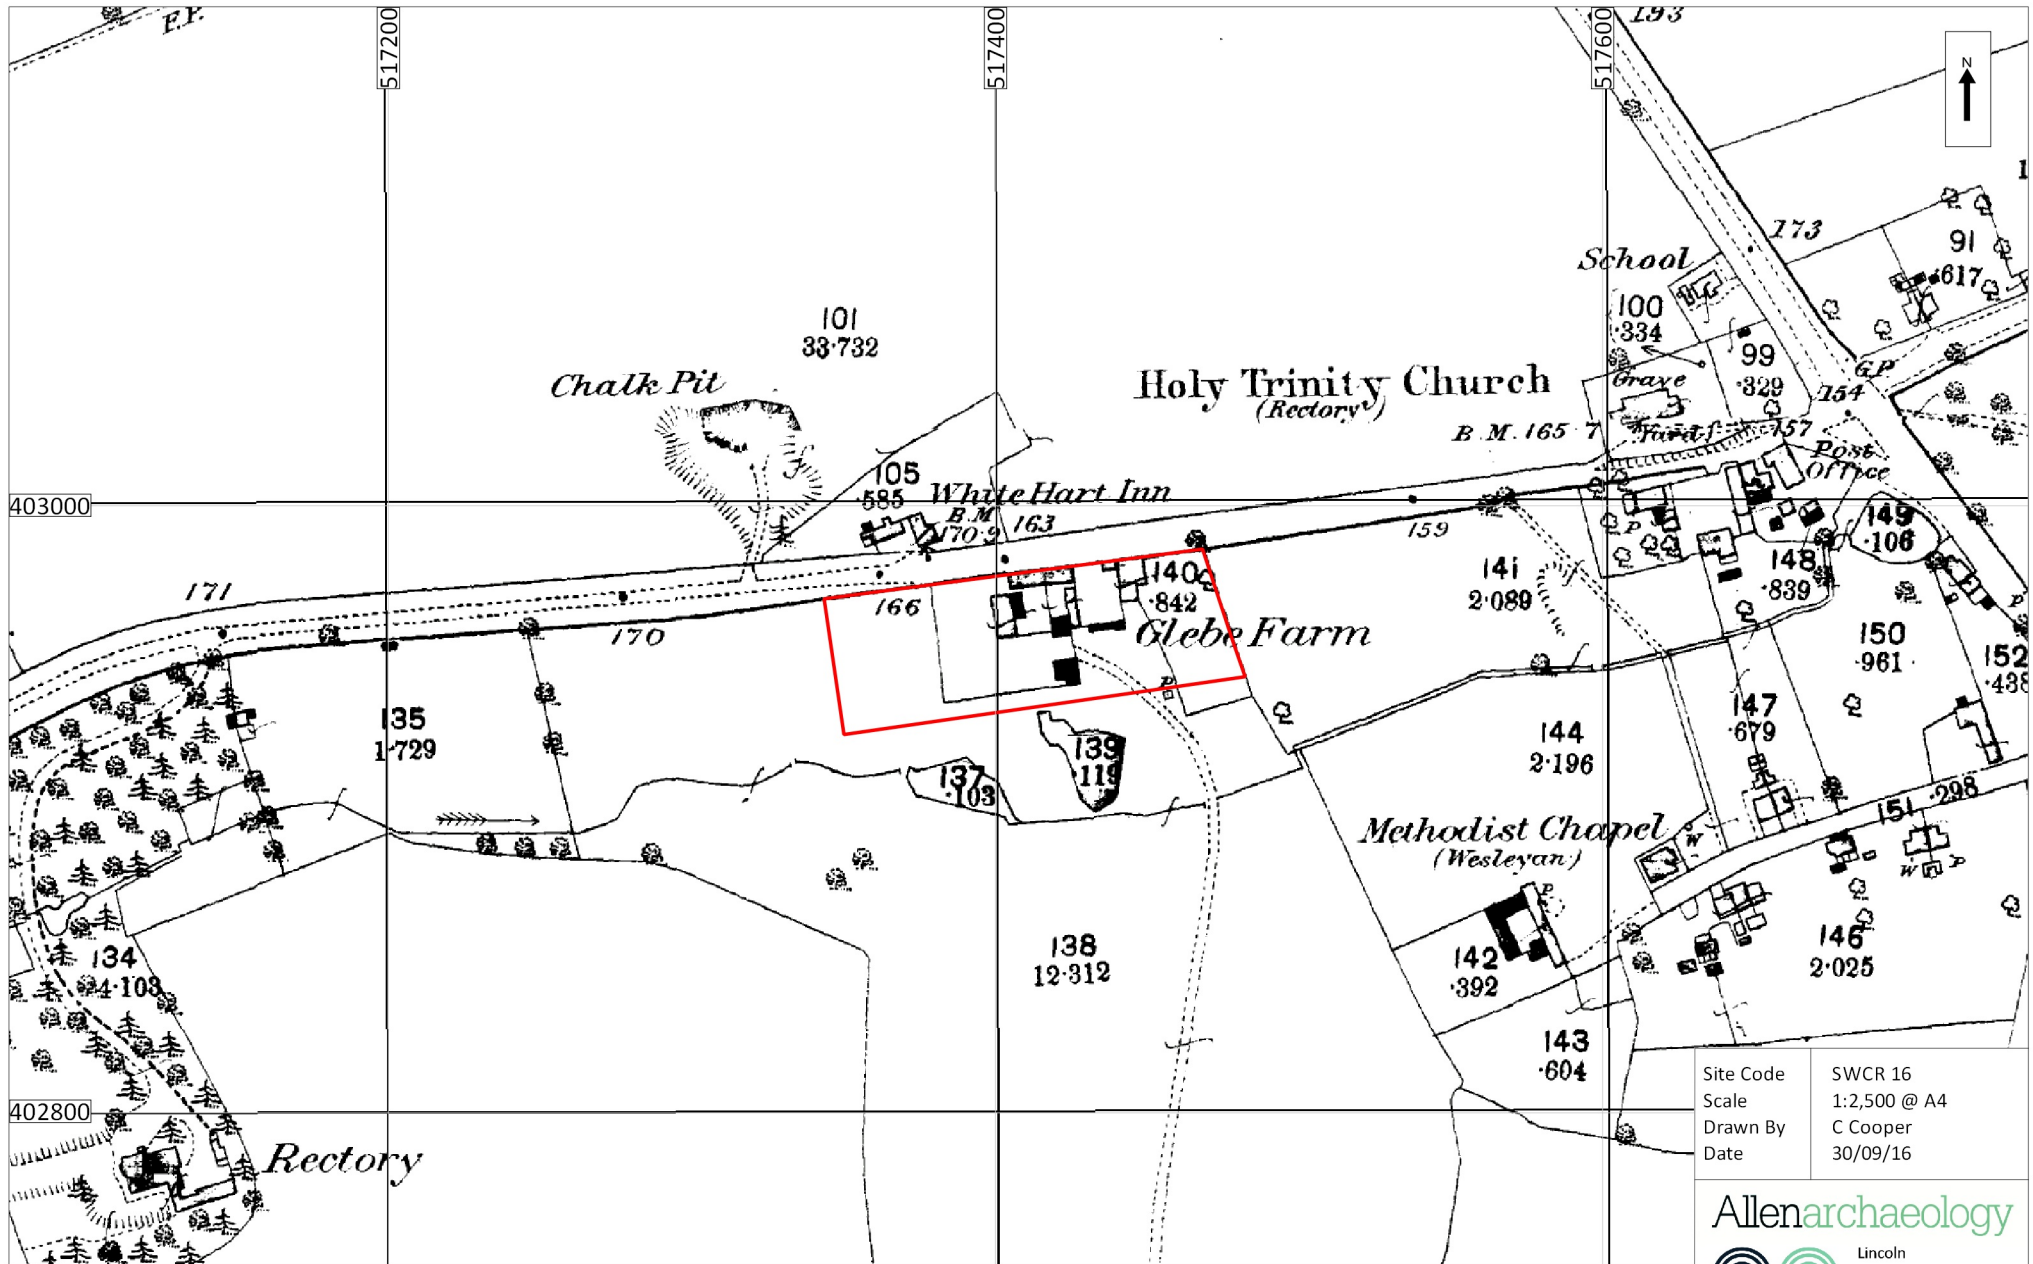 F.P.
517200
517400
517600
193
N
173
91
·617
School
100
·334
99
·329
101
33·732
Chalk Pit
Holy Trinity Church
(Rectory)
Grave
Yard
G.P.
154
157
B.M. 165·7
Post
Office
105
·585
White Hart Inn
B.M.
170·9
163
403000
159
149
·106
171
166
140
·842
141
2·089
P
148
·839
P
170
Glebe Farm
150
·961
152
·438
P
135
1·729
147
·679
144
2·196
139
·119
137
·103
151
·298
Methodist Chapel
(Wesleyan)
W
W
P
P
134
4·103
138
12·312
142
·392
146
2·025
143
·604
402800
Rectory
Site Code SWCR 16
Scale 1:2,500 @ A4
Drawn By C Cooper
Date 30/09/16
Allenarchaeology
Lincoln